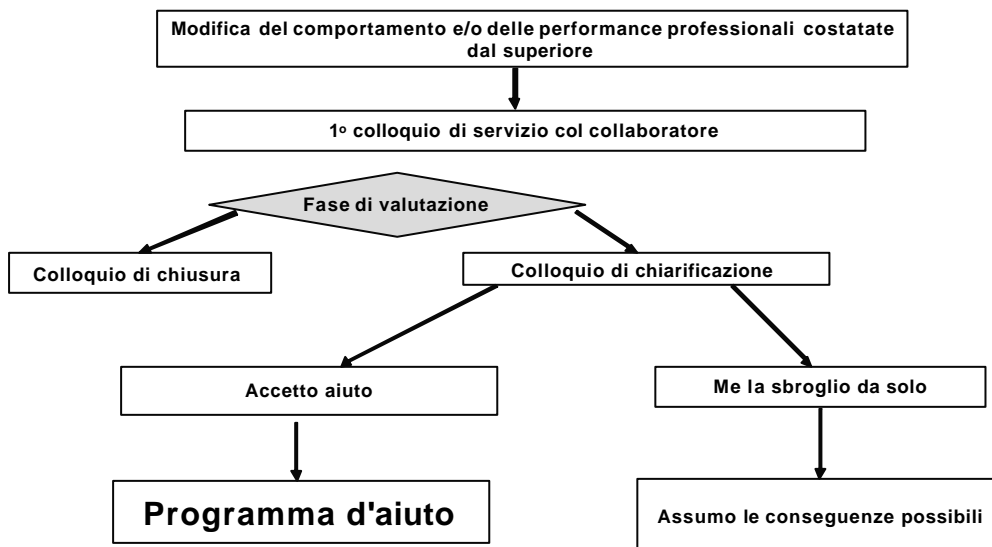 Modifica del comportamento e/o delle performance professionali costatate
dal superiore
1º colloquio di servizio col collaboratore
Fase di valutazione
Colloquio di chiusura
Colloquio di chiarificazione
Accetto aiuto
Me la sbroglio da solo
Programma d'aiuto
Assumo le conseguenze possibili